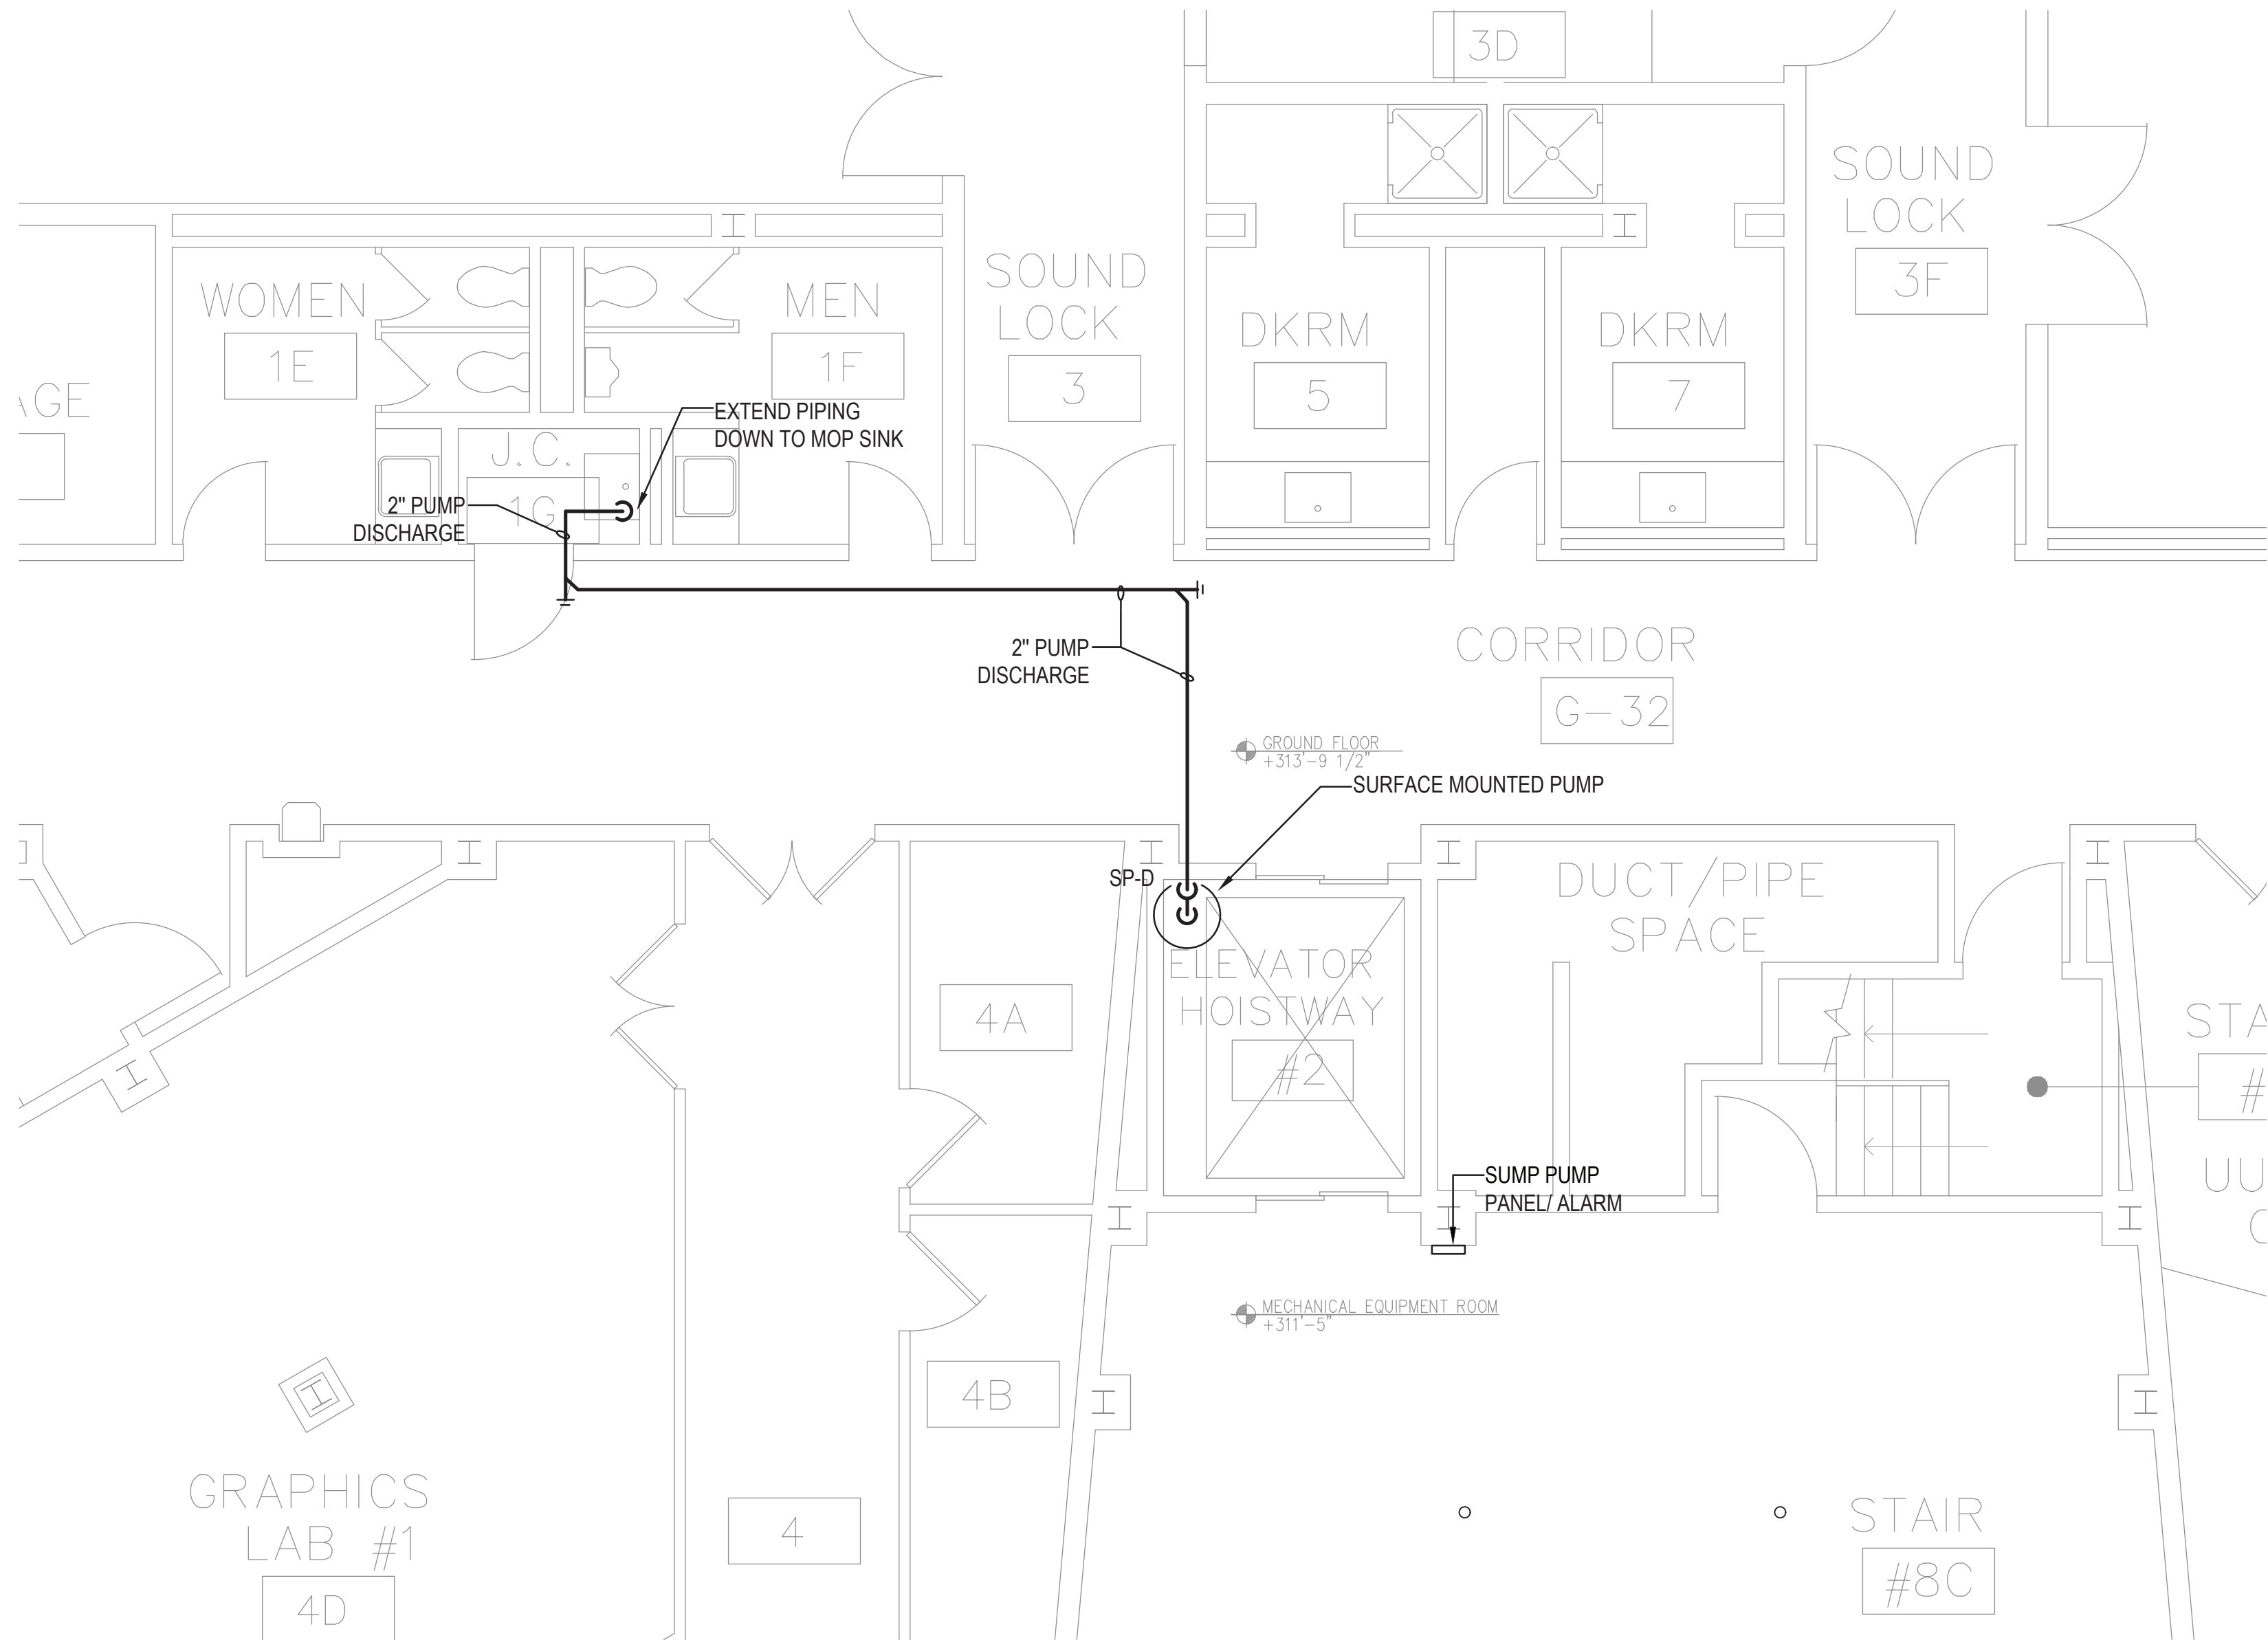 3D
SOUND
LOCK
3F
WOMEN
1E
MEN
1F
SOUND
LOCK
3
DKRM
5
DKRM
7
EXTEND PIPING
DOWN TO MOP SINK
J.C.
1G
2" PUMP
DISCHARGE
2" PUMP
DISCHARGE
CORRIDOR
G-32
GROUND FLOOR
+313'-9 1/2"
SURFACE MOUNTED PUMP
SP-D
DUCT/PIPE
SPACE
ELEVATOR
HOISTWAY
#2
4A
SUMP PUMP
PANEL/ ALARM
MECHANICAL EQUIPMENT ROOM
+311'-5"
4B
GRAPHICS
LAB #1
4D
4
STAIR
#8C